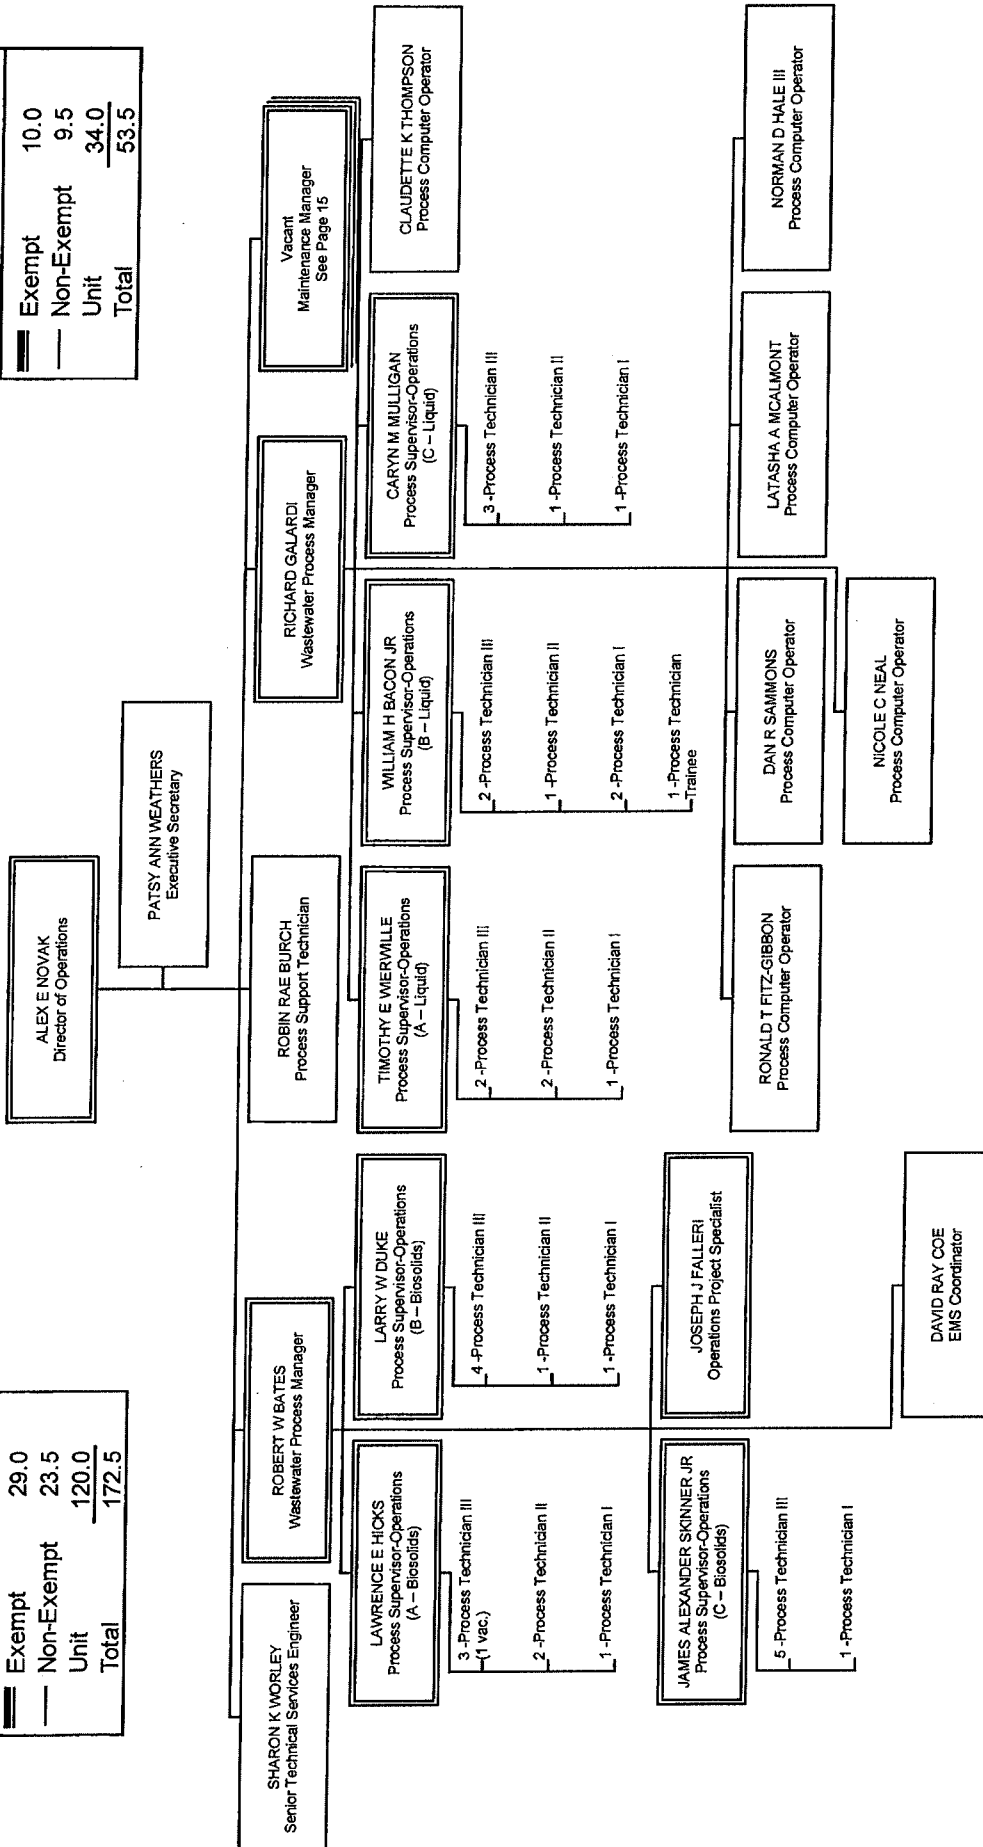 Exempt 29.0
Non-Exempt 23.5
Unit 120.0
Total 172.5
Exempt 10.0
Non-Exempt 9.5
Unit 34.0
Total 53.5
ALEX E NOVAK
Director of Operations
PATSY ANN WEATHERS
Executive Secretary
SHARON K WORLEY
Senior Technical Services Engineer
ROBERT W BATES
Wastewater Process Manager
ROBIN RAE BURCH
Process Support Technician
RICHARD GALARDI
Wastewater Process Manager
Vacant
Maintenance Manager
See Page 15
LAWRENCE E HICKS
Process Supervisor-Operations
(A – Biosolids)
3 -Process Technician III
(1 vac.)
2 -Process Technician II
1 -Process Technician I
LARRY W DUKE
Process Supervisor-Operations
(B – Biosolids)
4 -Process Technician III
1 -Process Technician II
1 -Process Technician I
TIMOTHY E WIERWILLE
Process Supervisor-Operations
(A – Liquid)
2 -Process Technician III
2 -Process Technician II
1 -Process Technician I
WILLIAM H BACON JR
Process Supervisor-Operations
(B – Liquid)
2 -Process Technician III
1 -Process Technician II
2 -Process Technician I
1 -Process Technician
Trainee
CARYN M MULLIGAN
Process Supervisor-Operations
(C – Liquid)
3 -Process Technician III
1 -Process Technician II
1 -Process Technician I
CLAUDETTE K THOMPSON
Process Computer Operator
JAMES ALEXANDER SKINNER JR
Process Supervisor-Operations
(C – Biosolids)
5 -Process Technician III
1 -Process Technician I
JOSEPH J FALLERI
Operations Project Specialist
RONALD T FITZ-GIBBON
Process Computer Operator
DAN R SAMMONS
Process Computer Operator
LATASHA A MCALMONT
Process Computer Operator
NORMAN D HALE III
Process Computer Operator
DAVID RAY COE
EMS Coordinator
NICOLE C NEAL
Process Computer Operator